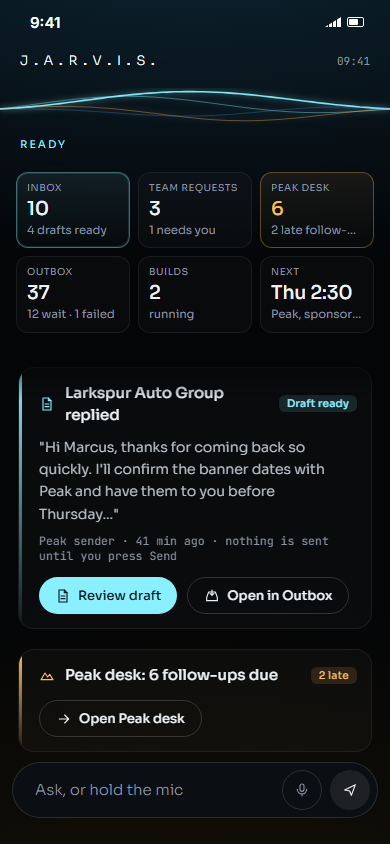 9:41
J.A.R.V.I.S.
09:41
READY
INBOX
10
4 drafts ready
TEAM REQUESTS
3
1 needs you
PEAK DESK
6
2 late follow-...
OUTBOX
37
12 wait · 1 failed
BUILDS
2
running
NEXT
Thu 2:30
Peak, sponsor...
Larkspur Auto Group
replied
Draft ready
"Hi Marcus, thanks for coming back so
quickly. I'll confirm the banner dates with
Peak and have them to you before
Thursday..."
Peak sender · 41 min ago · nothing is sent
until you press Send
Review draft
Open in Outbox
Peak desk: 6 follow-ups due
2 late
Open Peak desk
Ask, or hold the mic